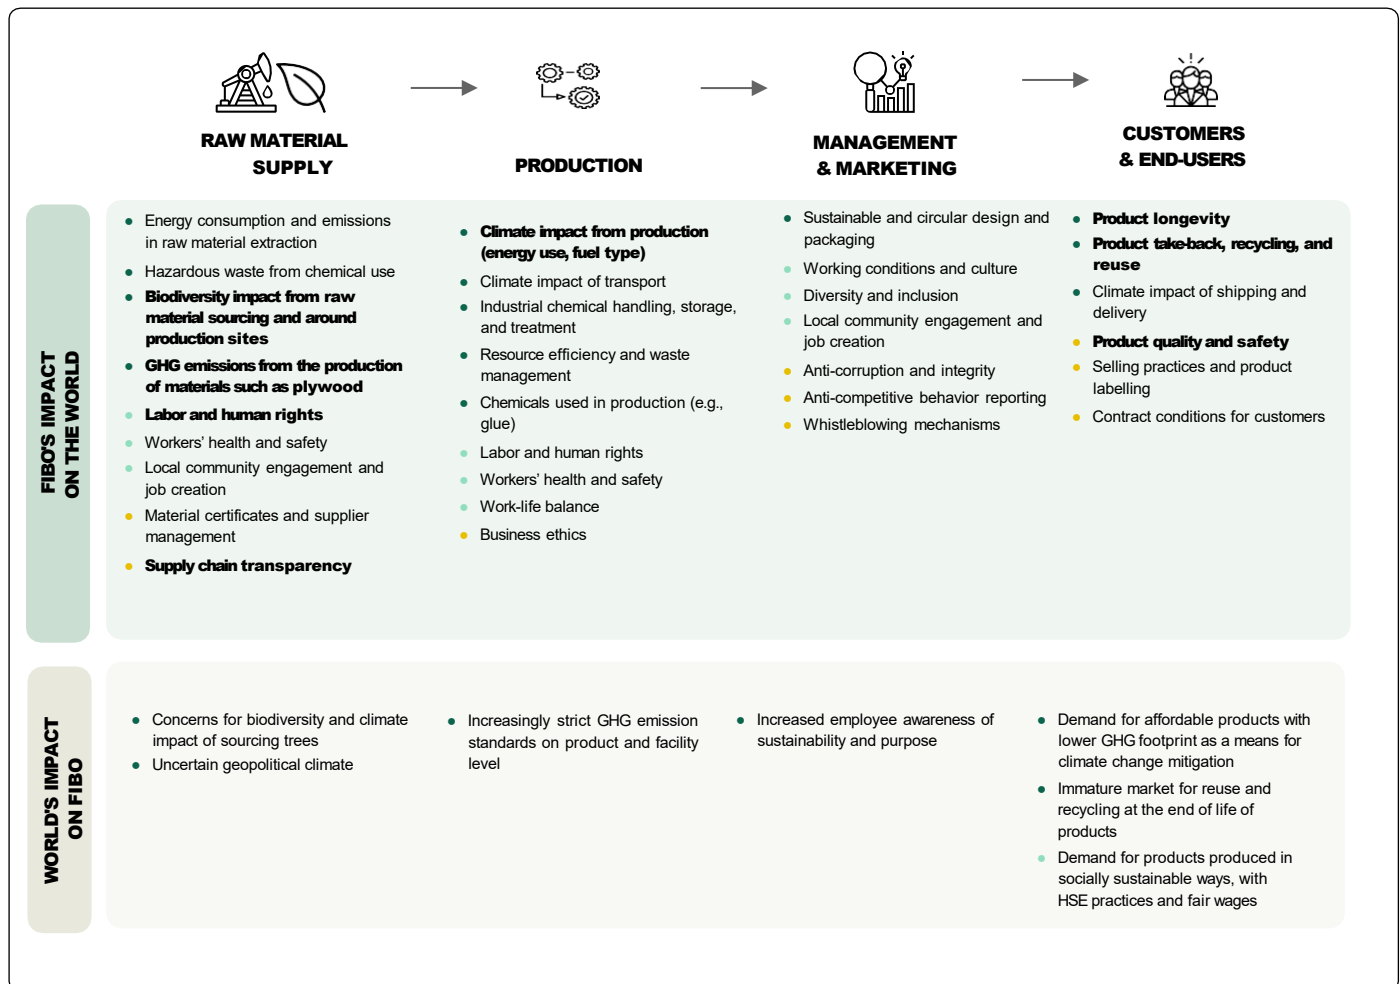 RAW MATERIAL
SUPPLY
PRODUCTION
MANAGEMENT
& MARKETING
CUSTOMERS
& END-USERS
FIBO'S IMPACT
ON THE WORLD
Energy consumption and emissions
in raw material extraction
Hazardous waste from chemical use
Biodiversity impact from raw
material sourcing and around
production sites
GHG emissions from the production
of materials such as plywood
Labor and human rights
Workers' health and safety
Local community engagement and
job creation
Material certificates and supplier
management
Supply chain transparency
Climate impact from production
(energy use, fuel type)
Climate impact of transport
Industrial chemical handling, storage,
and treatment
Resource efficiency and waste
management
Chemicals used in production (e.g.,
glue)
Labor and human rights
Workers' health and safety
Work-life balance
Business ethics
Sustainable and circular design and
packaging
Working conditions and culture
Diversity and inclusion
Local community engagement and
job creation
Anti-corruption and integrity
Anti-competitive behavior reporting
Whistleblowing mechanisms
Product longevity
Product take-back, recycling, and
reuse
Climate impact of shipping and
delivery
Product quality and safety
Selling practices and product
labelling
Contract conditions for customers
WORLD'S IMPACT
ON FIBO
Concerns for biodiversity and climate
impact of sourcing trees
Uncertain geopolitical climate
Increasingly strict GHG emission
standards on product and facility
level
Increased employee awareness of
sustainability and purpose
Demand for affordable products with
lower GHG footprint as a means for
climate change mitigation
Immature market for reuse and
recycling at the end of life of
products
Demand for products produced in
socially sustainable ways, with
HSE practices and fair wages